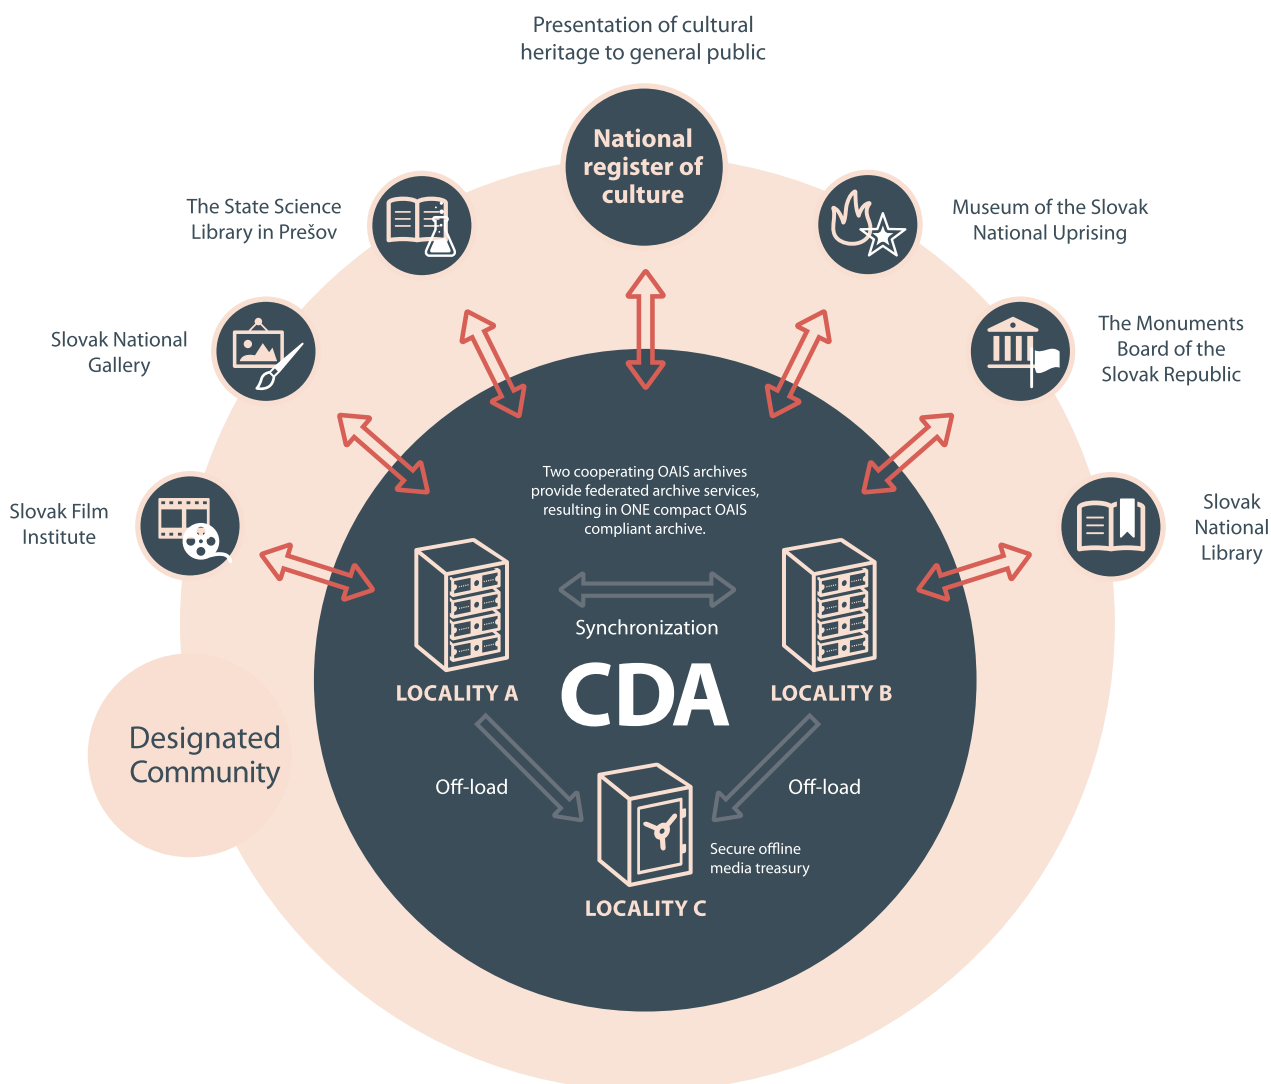 Presentation of cultural
heritage to general public
National
register of
culture
The State Science
Library in Prešov
Museum of the Slovak
National Uprising
Slovak National
Gallery
The Monuments
Board of the
Slovak Republic
Slovak Film
Institute
Slovak
National
Library
Two cooperating OAIS archives
provide federated archive services,
resulting in ONE compact OAIS
compliant archive.
Synchronization
LOCALITY A
CDA
LOCALITY B
Designated
Community
Off-load
Off-load
Secure offline
media treasury
LOCALITY C